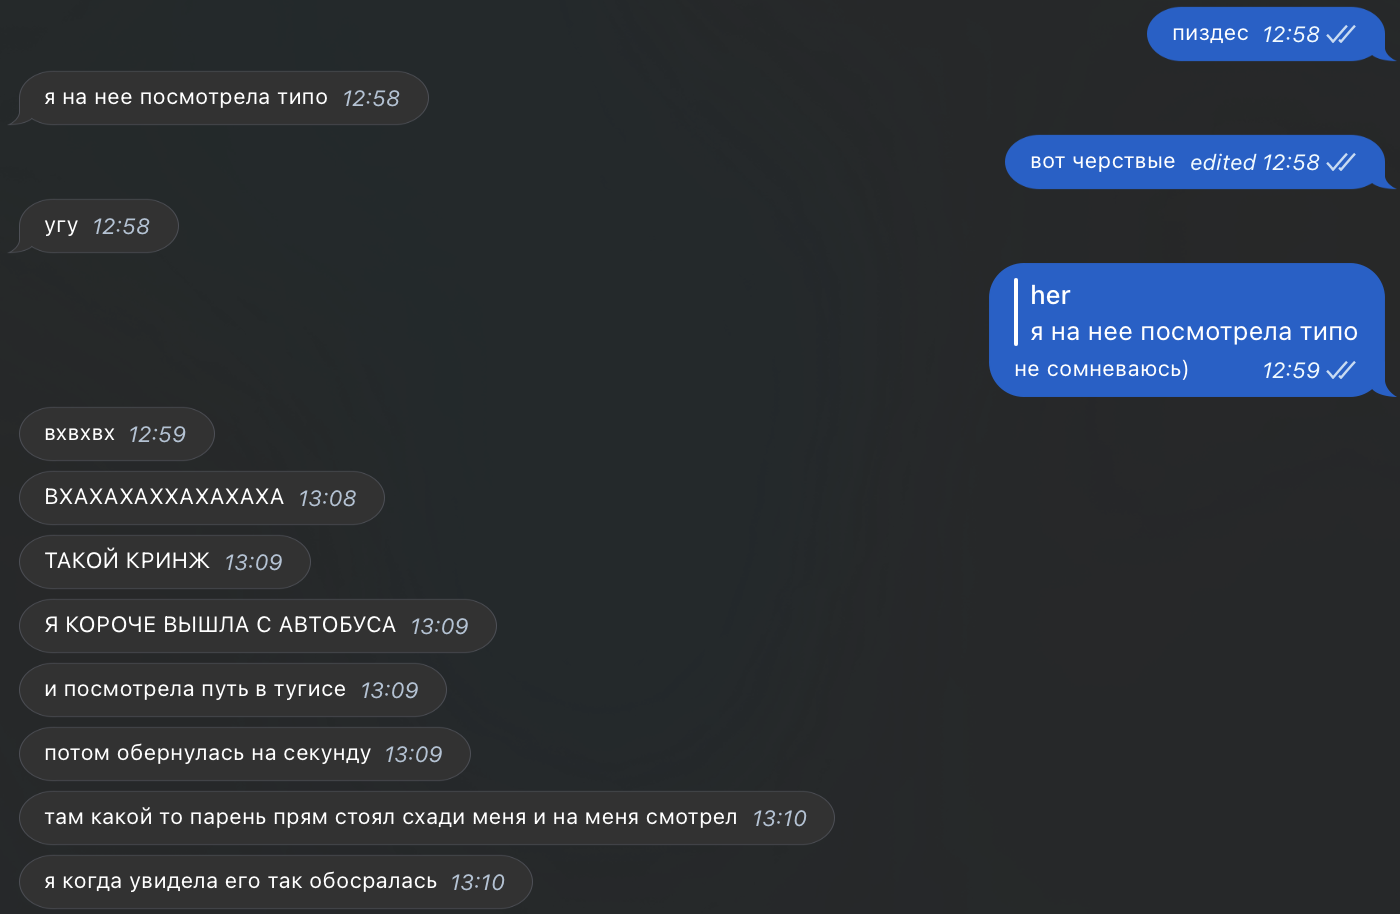 пиздес 12:58
я на нее посмотрела типо 12:58
вот черствые edited 12:58
угу 12:58
her
я на нее посмотрела типо
не сомневаюсь) 12:59
вхвхвх 12:59
ВХАХАХАХХАХАХАХА 13:08
ТАКОЙ КРИНЖ 13:09
Я КОРОЧЕ ВЫШЛА С АВТОБУСА 13:09
и посмотрела путь в тугисе 13:09
потом обернулась на секунду 13:09
там какой то парень прям стоял схади меня и на меня смотрел 13:10
я когда увидела его так обосралась 13:10